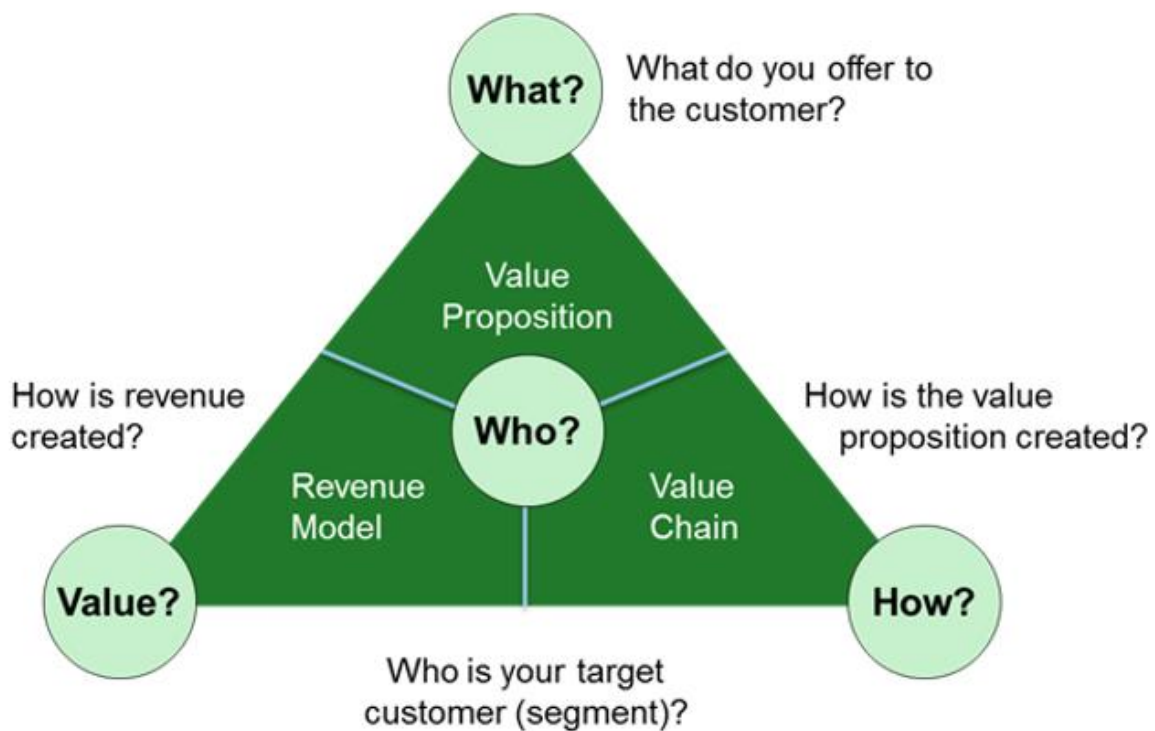 What?
What do you offer to
the customer?
Value
Proposition
How is revenue
created?
Who?
How is the value
proposition created?
Revenue
Model
Value
Chain
Value?
How?
Who is your target
customer (segment)?